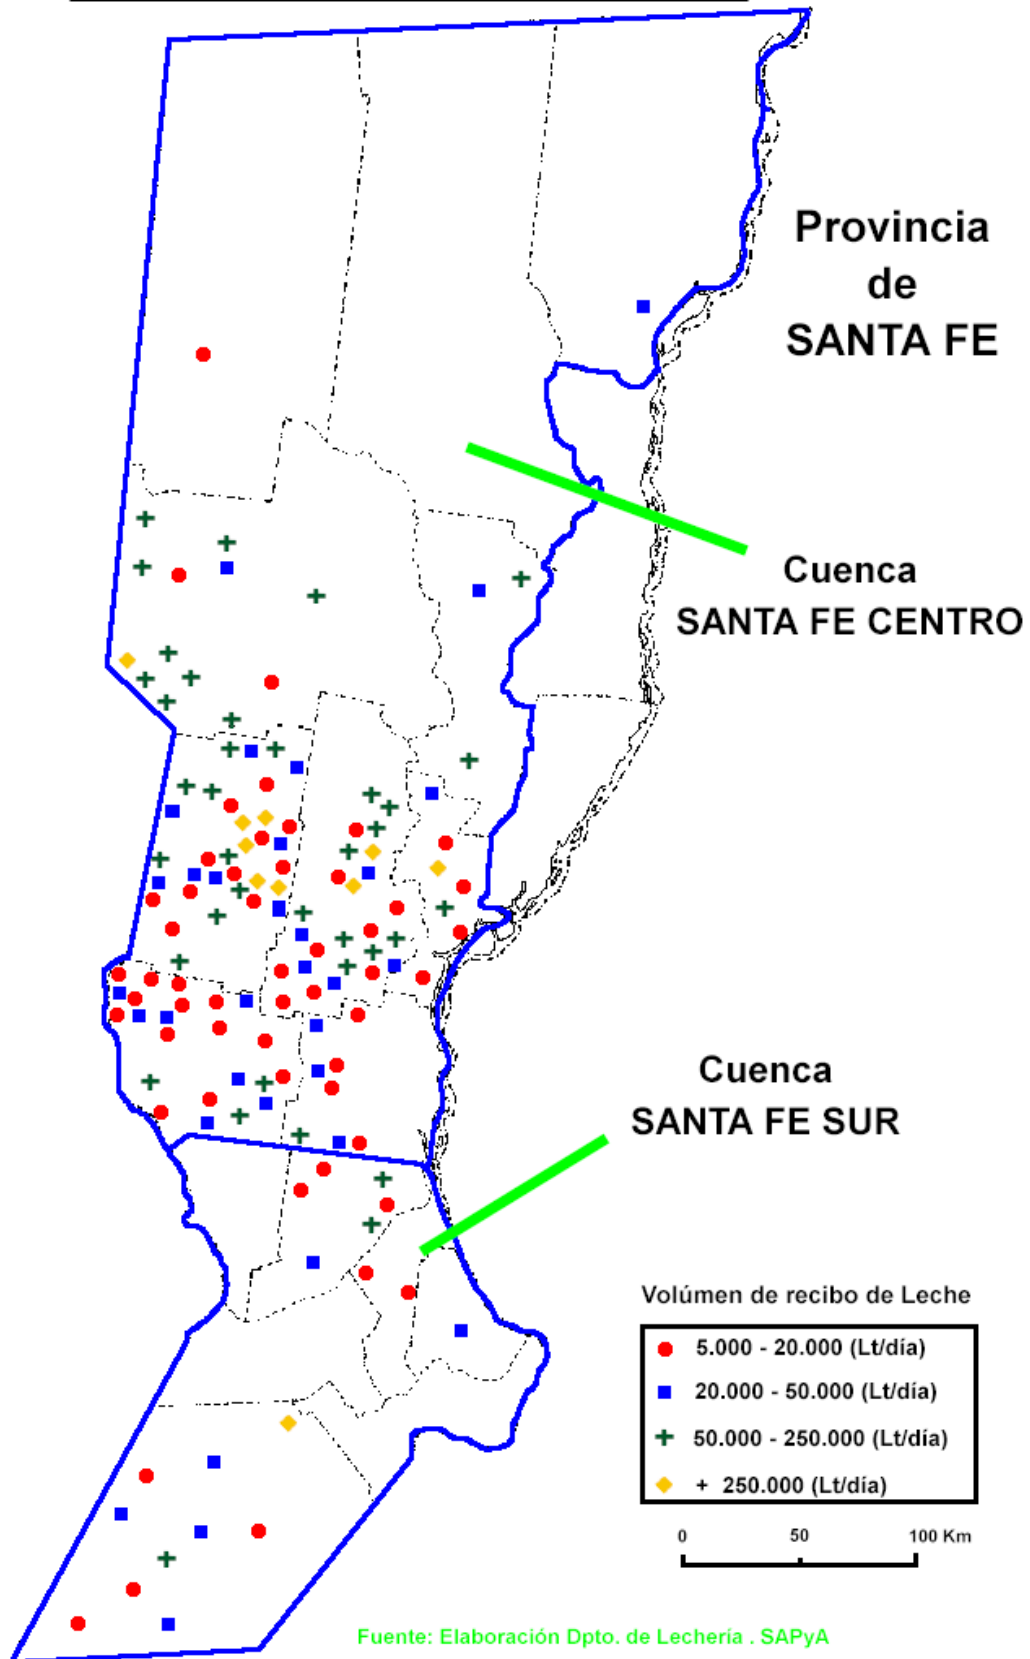 Provincia
de
SANTA FE
Cuenca
SANTA FE CENTRO
Cuenca
SANTA FE SUR
Volúmen de recibo de Leche
5.000 - 20.000 (Lt/día)
20.000 - 50.000 (Lt/día)
50.000 - 250.000 (Lt/día)
+ 250.000 (Lt/día)
0 50 100 Km
Fuente: Elaboración Dpto. de Lechería . SAPyA